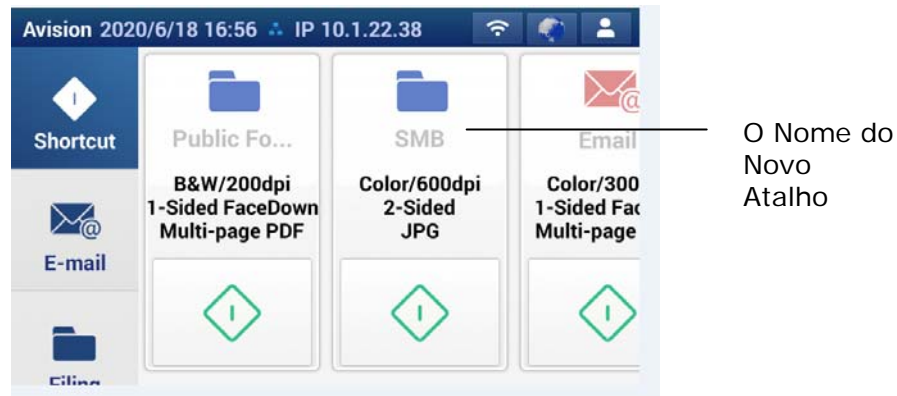 Avision 2020/6/18 16:56 IP 10.1.22.38
Shortcut
E-mail
Filing
Public Fo...
B&W/200dpi
1-Sided FaceDown
Multi-page PDF
SMB
Color/600dpi
2-Sided
JPG
Email
Color/300
1-Sided Fac
Multi-page
O Nome do
Novo
Atalho